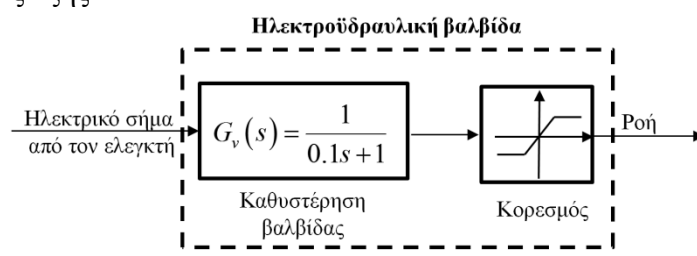 Ηλεκτροϋδραυλική βαλβίδα
Ηλεκτρικό σήμα
από τον ελεγκτή
G_v(s) = 1 / (0.1s + 1)
Ροή
Καθυστέρηση
βαλβίδας
Κορεσμός